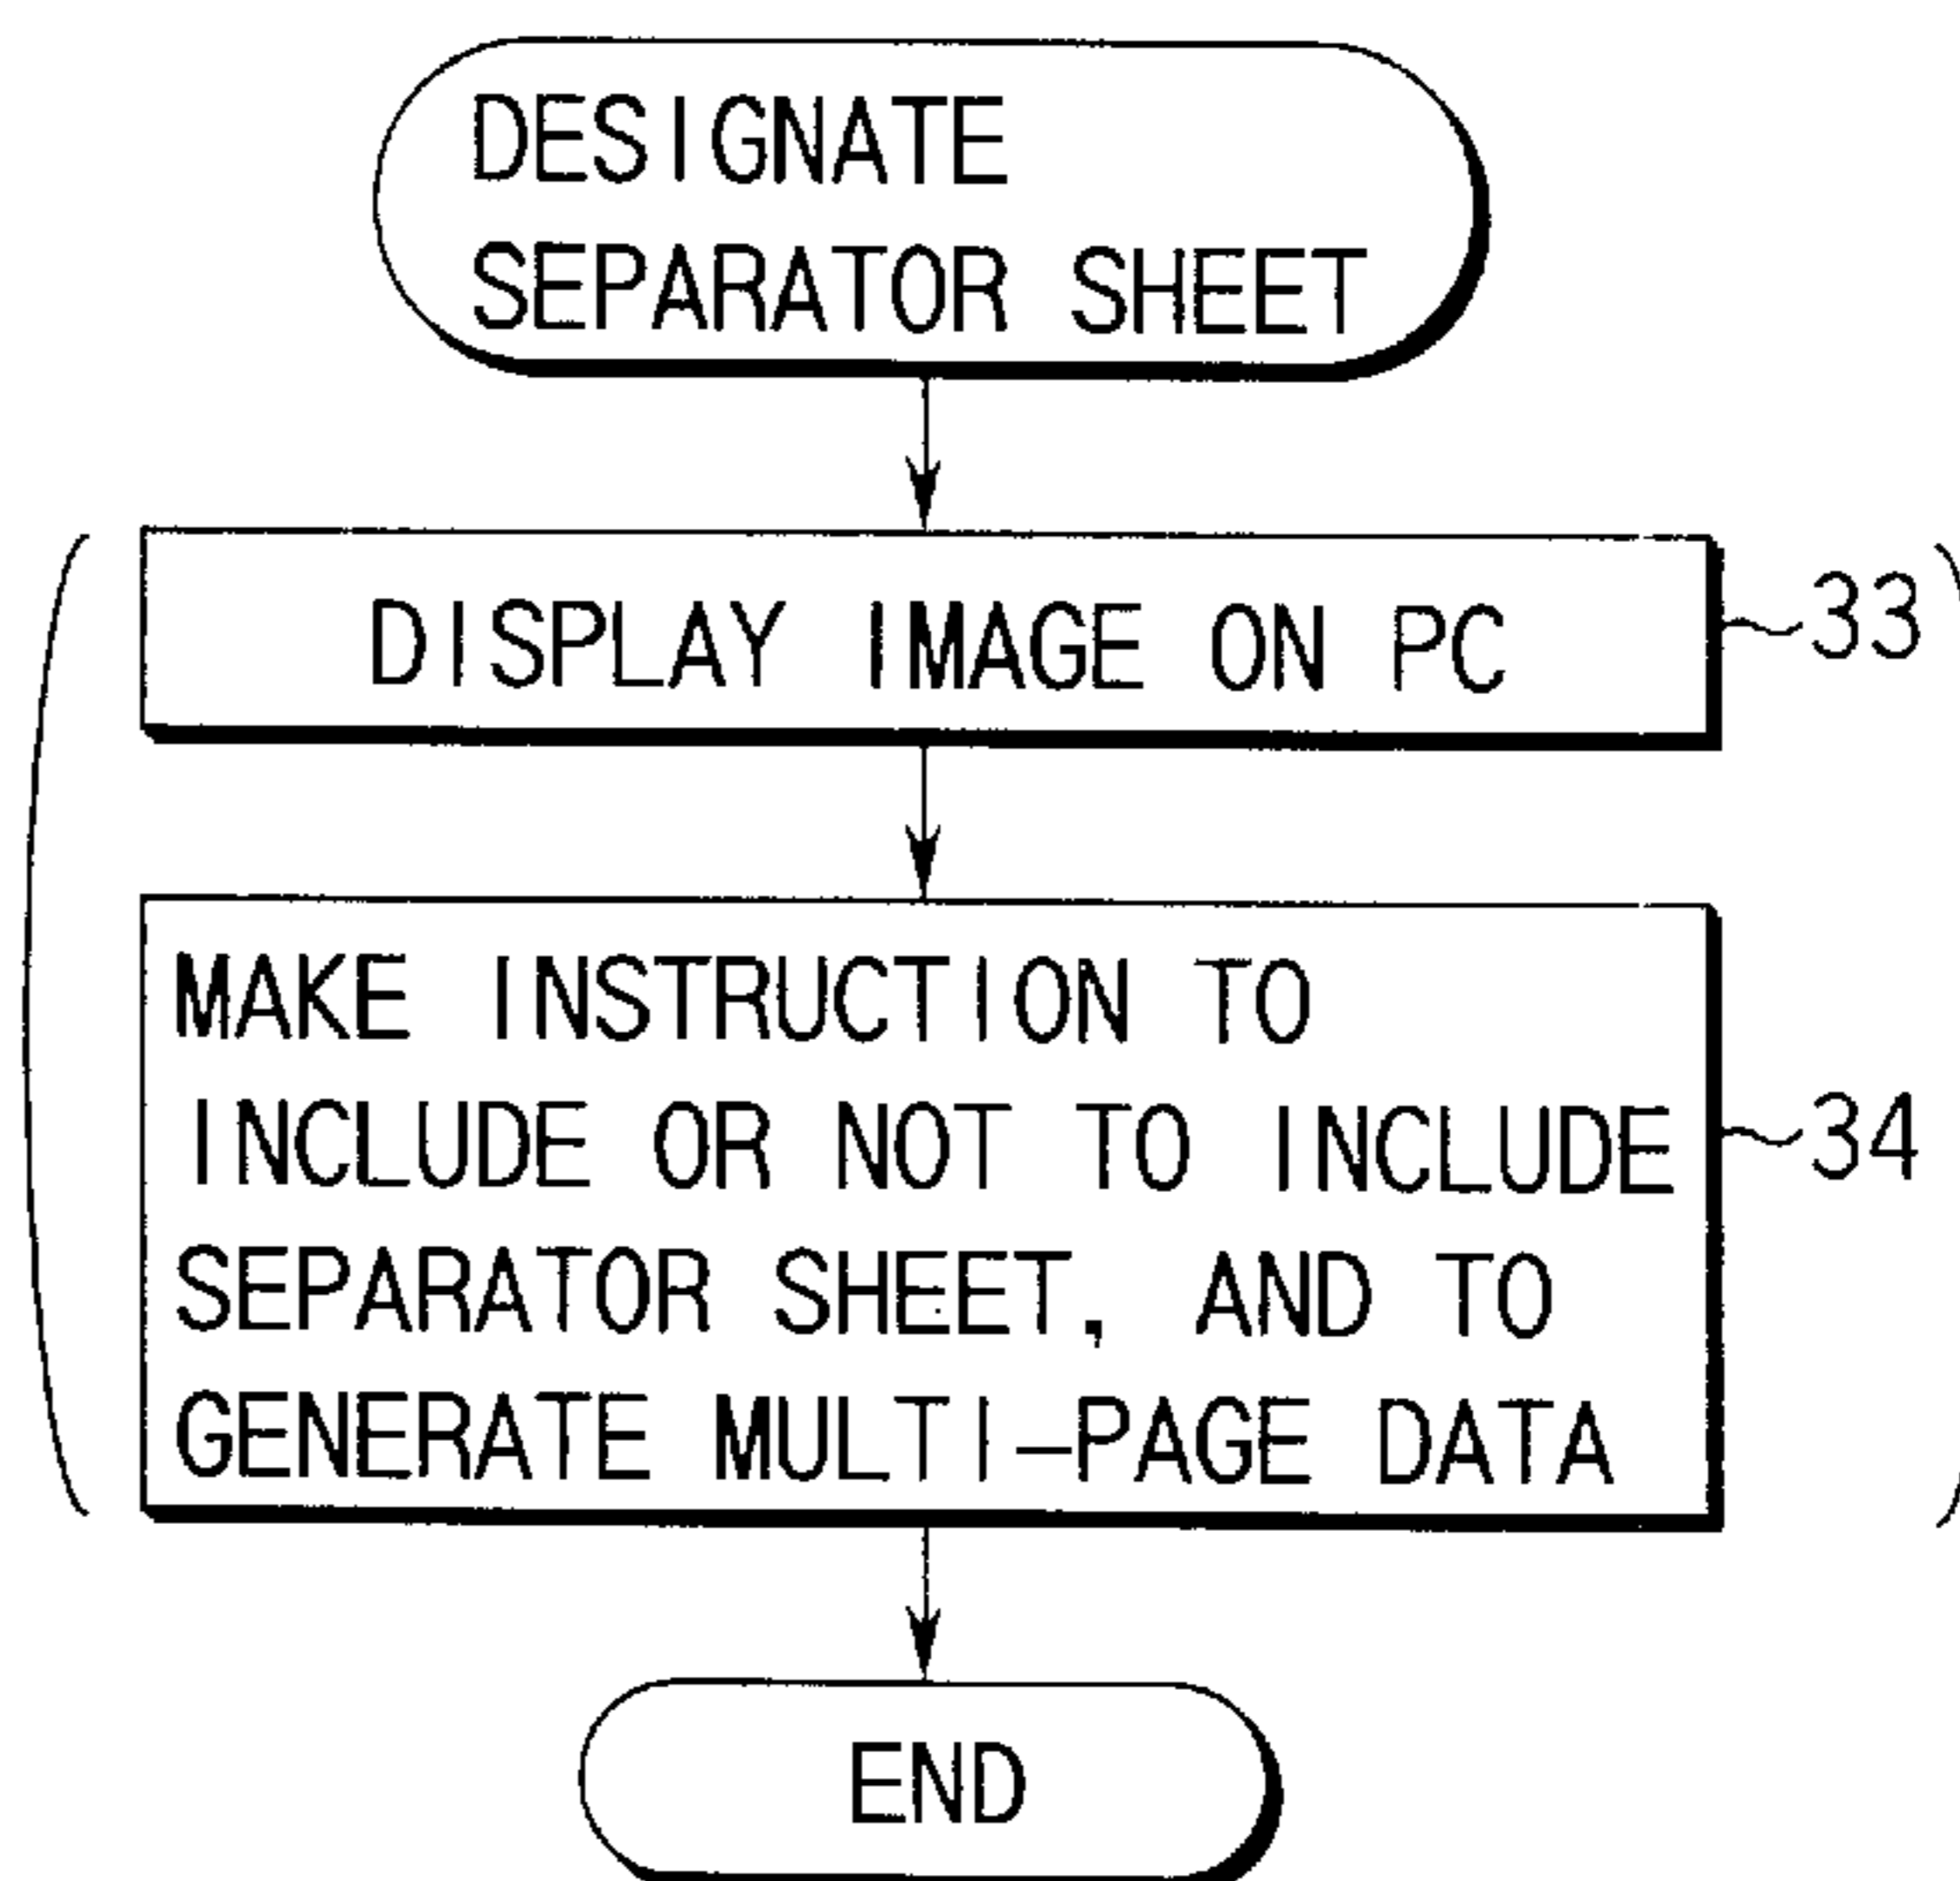 DESIGNATE
SEPARATOR SHEET
DISPLAY IMAGE ON PC
33
MAKE INSTRUCTION TO
INCLUDE OR NOT TO INCLUDE
SEPARATOR SHEET, AND TO
GENERATE MULTI-PAGE DATA
34
END